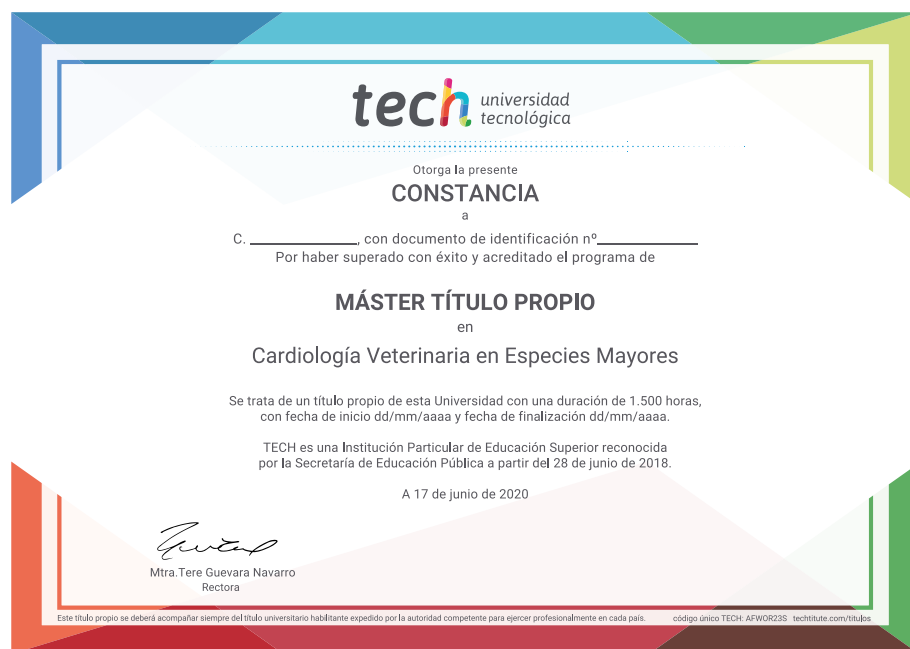 tech universidad
tecnológica
Otorga la presente
CONSTANCIA
a
C. ____________, con documento de identificación nº____________
Por haber superado con éxito y acreditado el programa de
MÁSTER TÍTULO PROPIO
en
Cardiología Veterinaria en Especies Mayores
Se trata de un título propio de esta Universidad con una duración de 1.500 horas,
con fecha de inicio dd/mm/aaaa y fecha de finalización dd/mm/aaaa.
TECH es una Institución Particular de Educación Superior reconocida
por la Secretaría de Educación Pública a partir del 28 de junio de 2018.
A 17 de junio de 2020
Mtra.Tere Guevara Navarro
Rectora
Este título propio se deberá acompañar siempre del título universitario habilitante expedido por la autoridad competente para ejercer profesionalmente en cada país. código único TECH: AFWOR23S techtitute.com/titulos